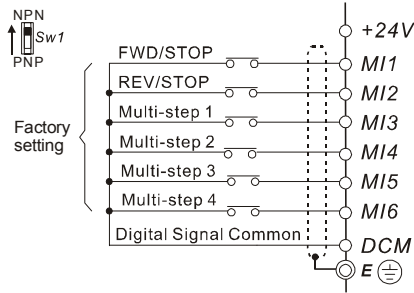 NPN
Sw1
PNP
+24V
FWD/STOP
MI1
REV/STOP
MI2
Multi-step 1
MI3
Factory
setting
Multi-step 2
MI4
Multi-step 3
MI5
Multi-step 4
MI6
Digital Signal Common
DCM
E